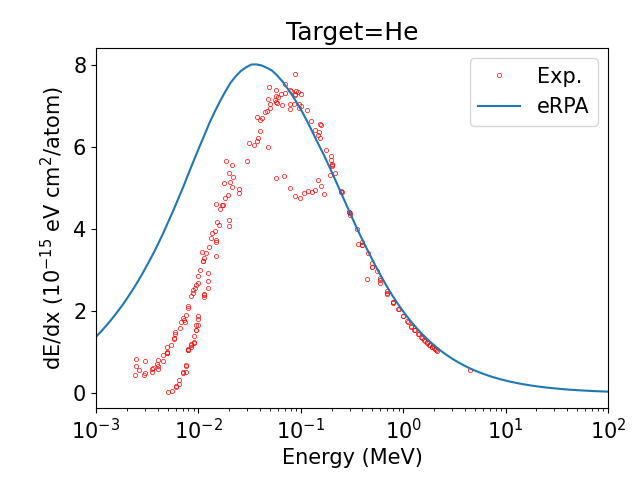 Target=He
Exp.
eRPA
dE/dx (10⁻¹⁵ eV cm²/atom)
8
6
4
2
0
10⁻³ 10⁻² 10⁻¹ 10⁰ 10¹ 10²
Energy (MeV)